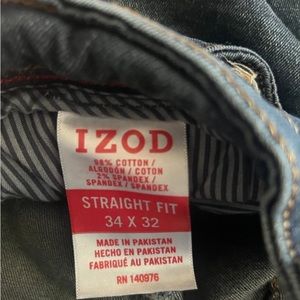 IZOD
98% COTTON /
ALGODÓN / COTON
2% SPANDEX /
SPANDEX / SPANDEX
STRAIGHT FIT
34 X 32
MADE IN PAKISTAN
HECHO EN PAKISTAN
FABRIQUÉ AU PAKISTAN
RN 140976